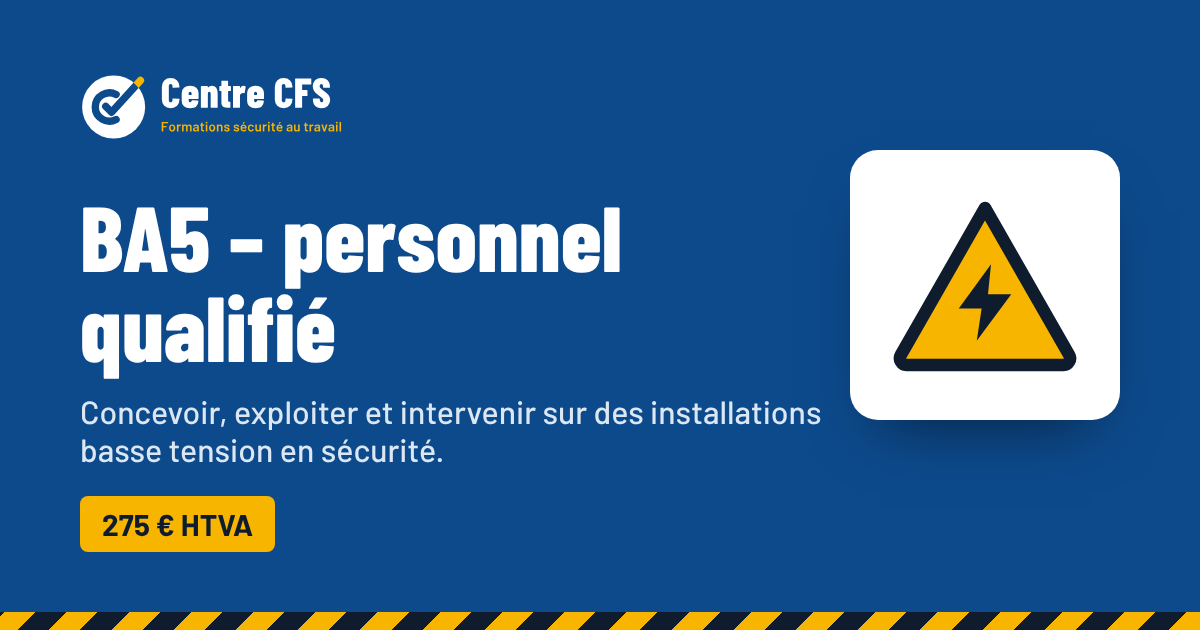 Centre CFS
Formations sécurité au travail
BA5 – personnel
qualifié
Concevoir, exploiter et intervenir sur des installations
basse tension en sécurité.
275 € HTVA